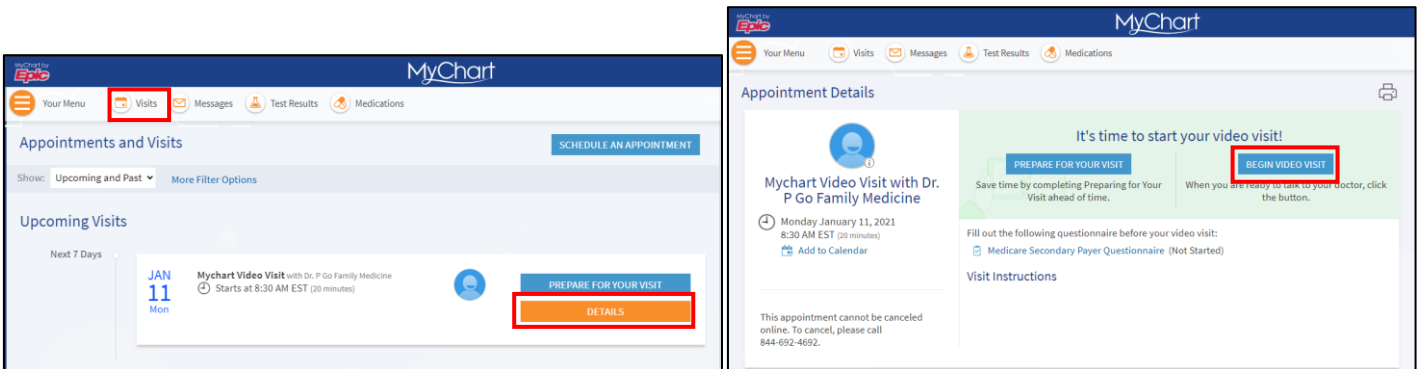 MyChart by
Epic
MyChart
Your Menu Visits Messages Test Results Medications
Appointments and Visits
SCHEDULE AN APPOINTMENT
Show: Upcoming and Past More Filter Options
Upcoming Visits
Next 7 Days
JAN
11
Mon
Mychart Video Visit with Dr. P Go Family Medicine
Starts at 8:30 AM EST (20 minutes)
PREPARE FOR YOUR VISIT
DETAILS
MyChart by
Epic
MyChart
Your Menu Visits Messages Test Results Medications
Appointment Details
Mychart Video Visit with Dr.
P Go Family Medicine
Monday January 11, 2021
8:30 AM EST (20 minutes)
Add to Calendar
This appointment cannot be canceled
online. To cancel, please call
844-692-4692.
It's time to start your video visit!
PREPARE FOR YOUR VISIT
Save time by completing Preparing for Your
Visit ahead of time.
BEGIN VIDEO VISIT
When you are ready to talk to your doctor, click
the button.
Fill out the following questionnaire before your video visit:
Medicare Secondary Payer Questionnaire (Not Started)
Visit Instructions